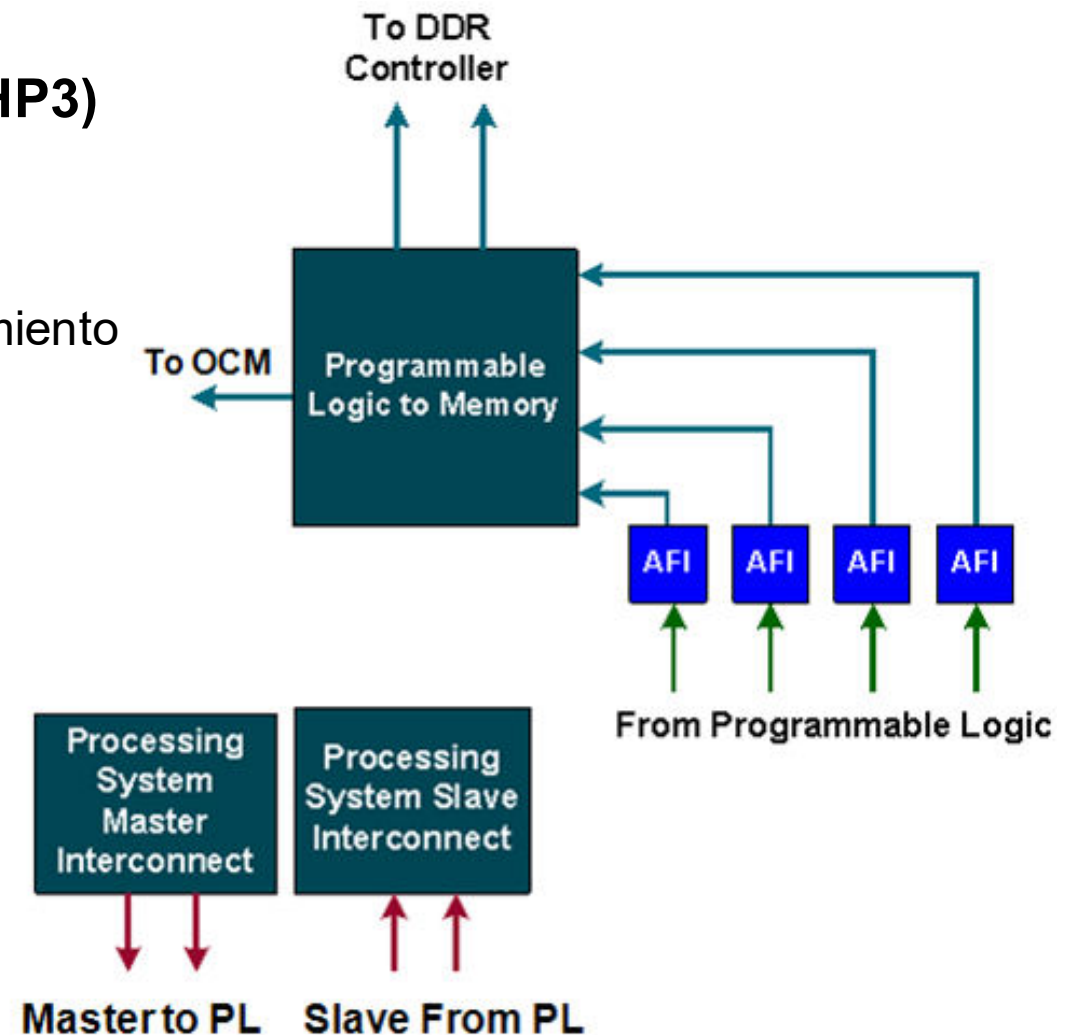 To DDR
Controller
HP3)
miento
To OCM
Programmable
Logic to Memory
AFI AFI AFI AFI
From Programmable Logic
Processing
System
Master
Interconnect
Processing
System Slave
Interconnect
Master to PL
Slave From PL